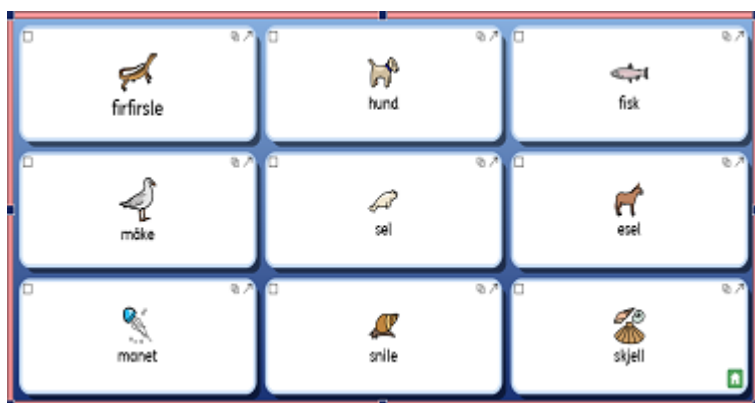 firfirsle
hund
fisk
måke
sel
esel
manet
snile
skjell